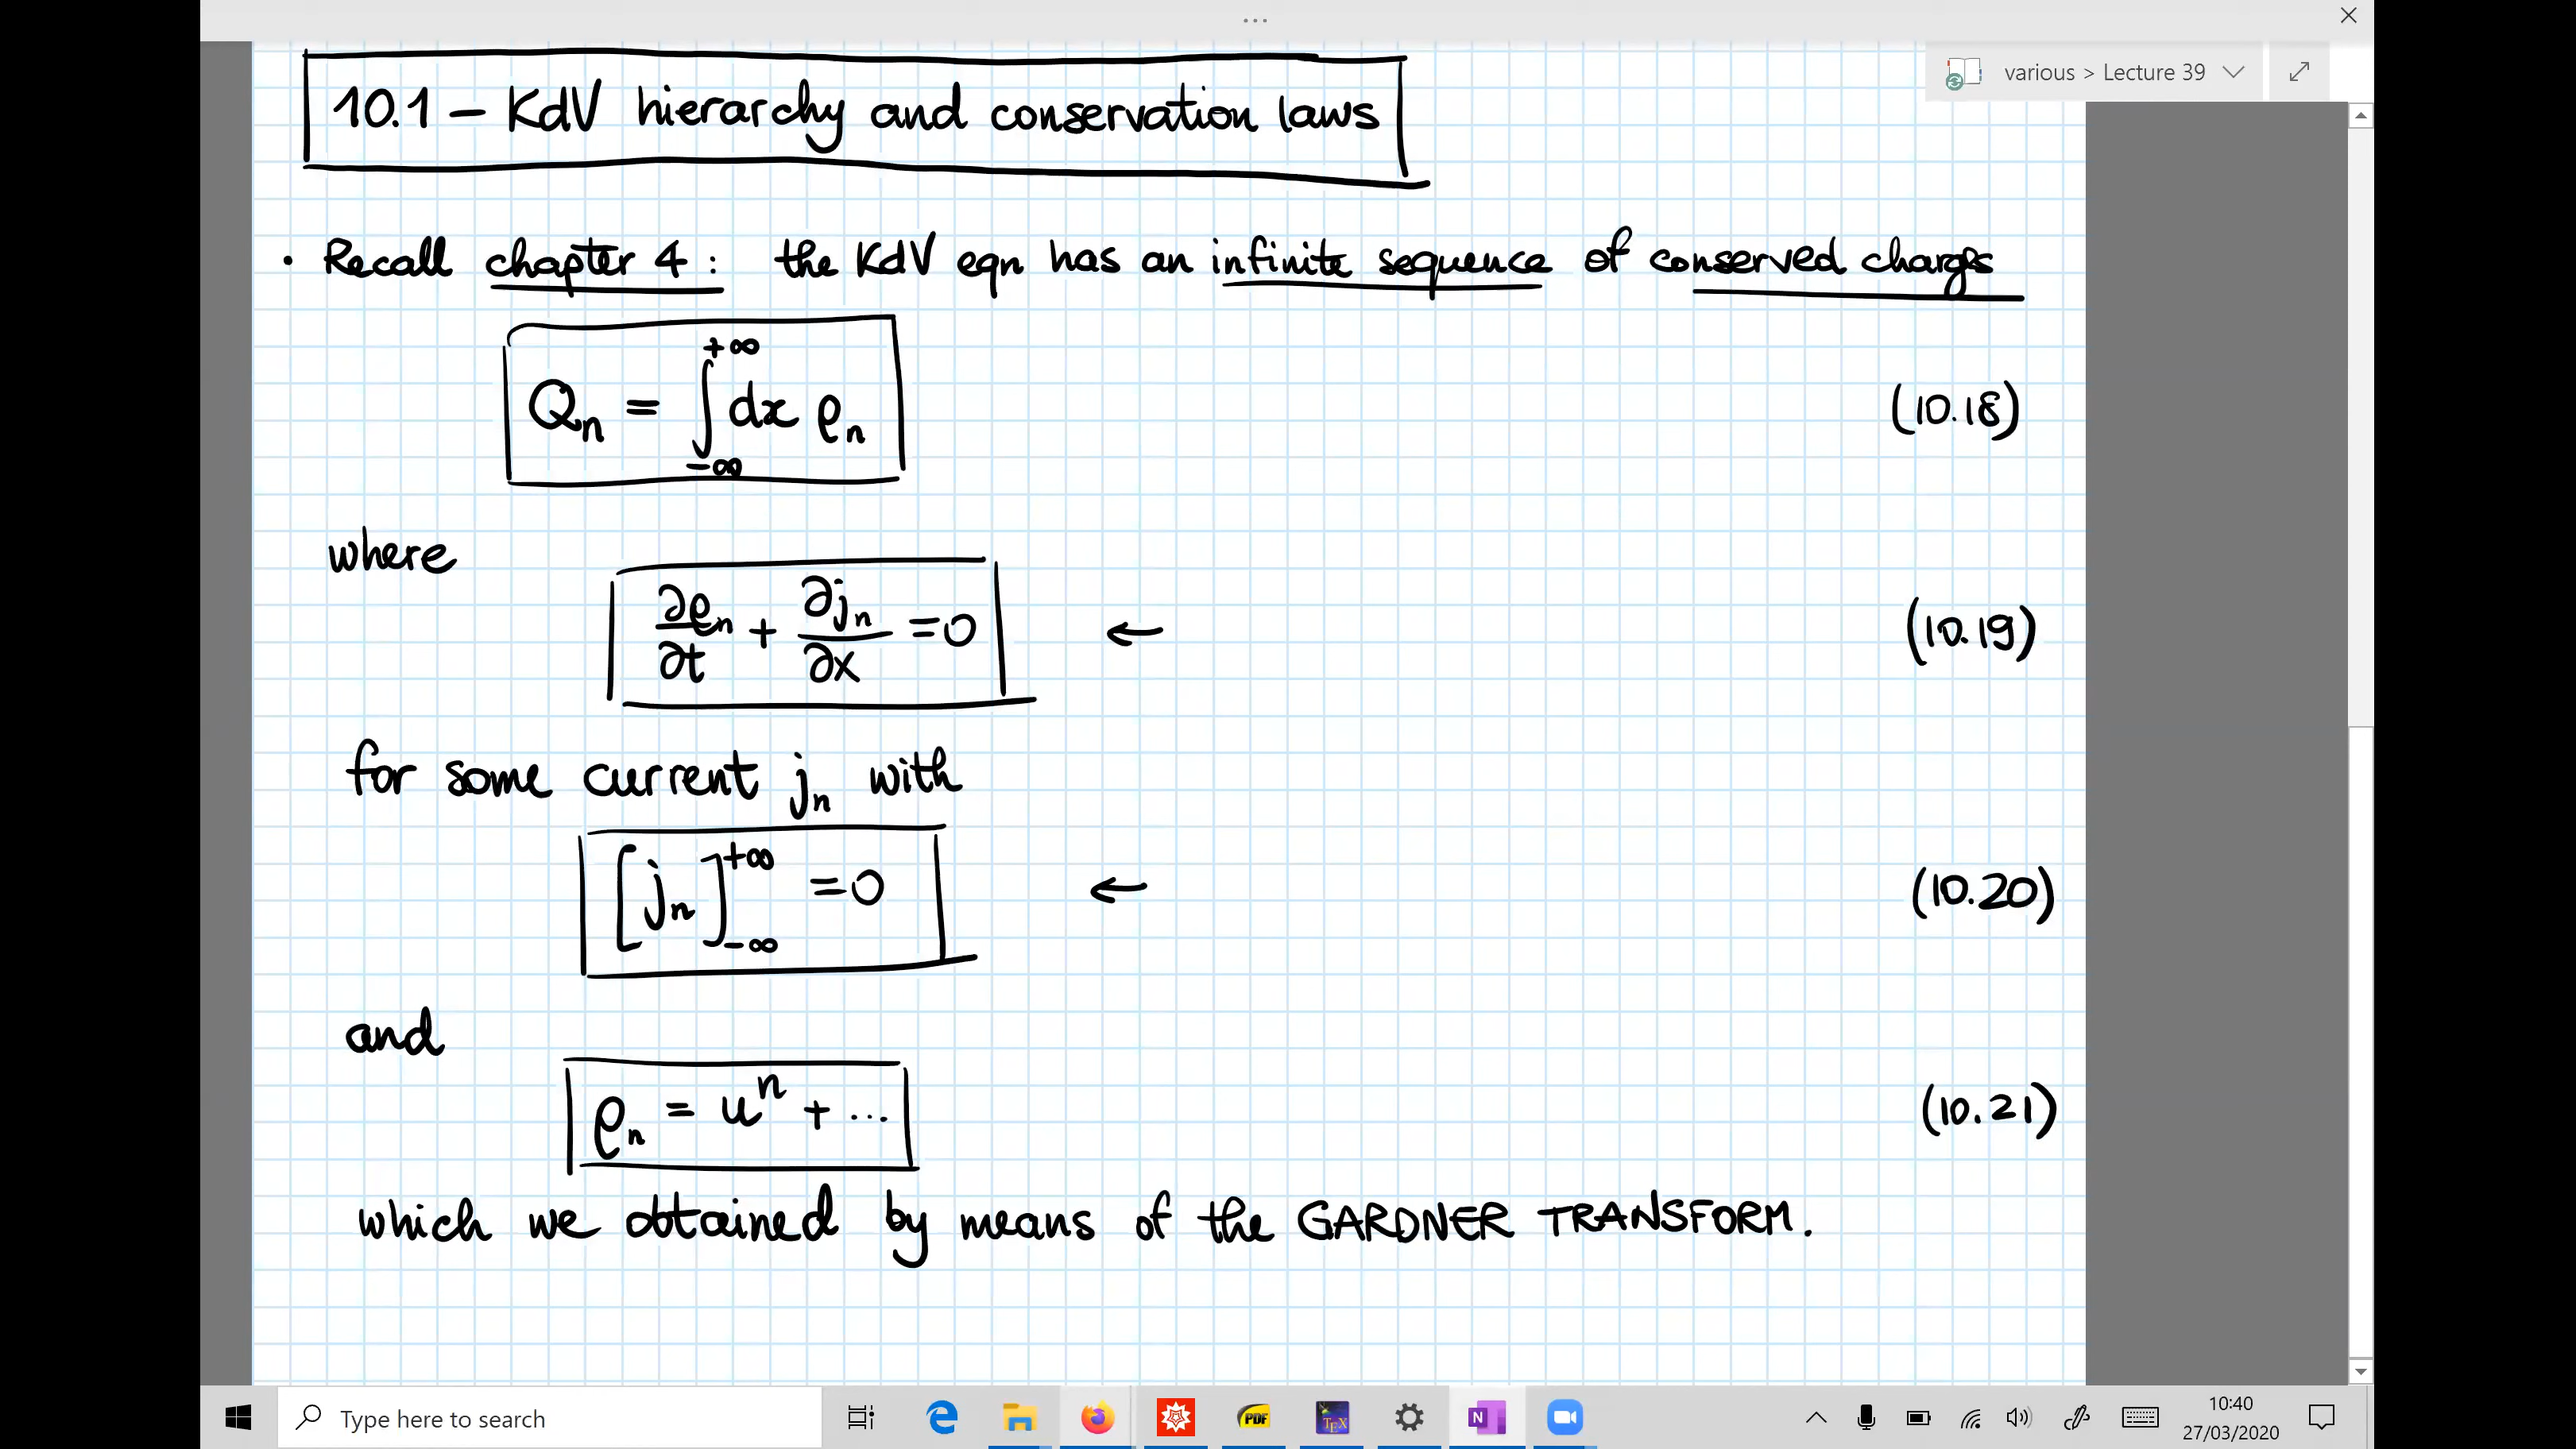 ...
various > Lecture 39
10.1 – KdV hierarchy and conservation laws
• Recall chapter 4 : the KdV eqn has an infinite sequence of conserved charges
Qₙ = ∫_{-∞}^{+∞} dx ρₙ (10.18)
where
∂ρₙ/∂t + ∂jₙ/∂x = 0 ← (10.19)
for some current jₙ with
[jₙ]_{-∞}^{+∞} = 0 ← (10.20)
and
ρₙ = uⁿ + ... (10.21)
which we obtained by means of the GARDNER TRANSFORM.
Type here to search
PDF
TEX
N
10:40
27/03/2020